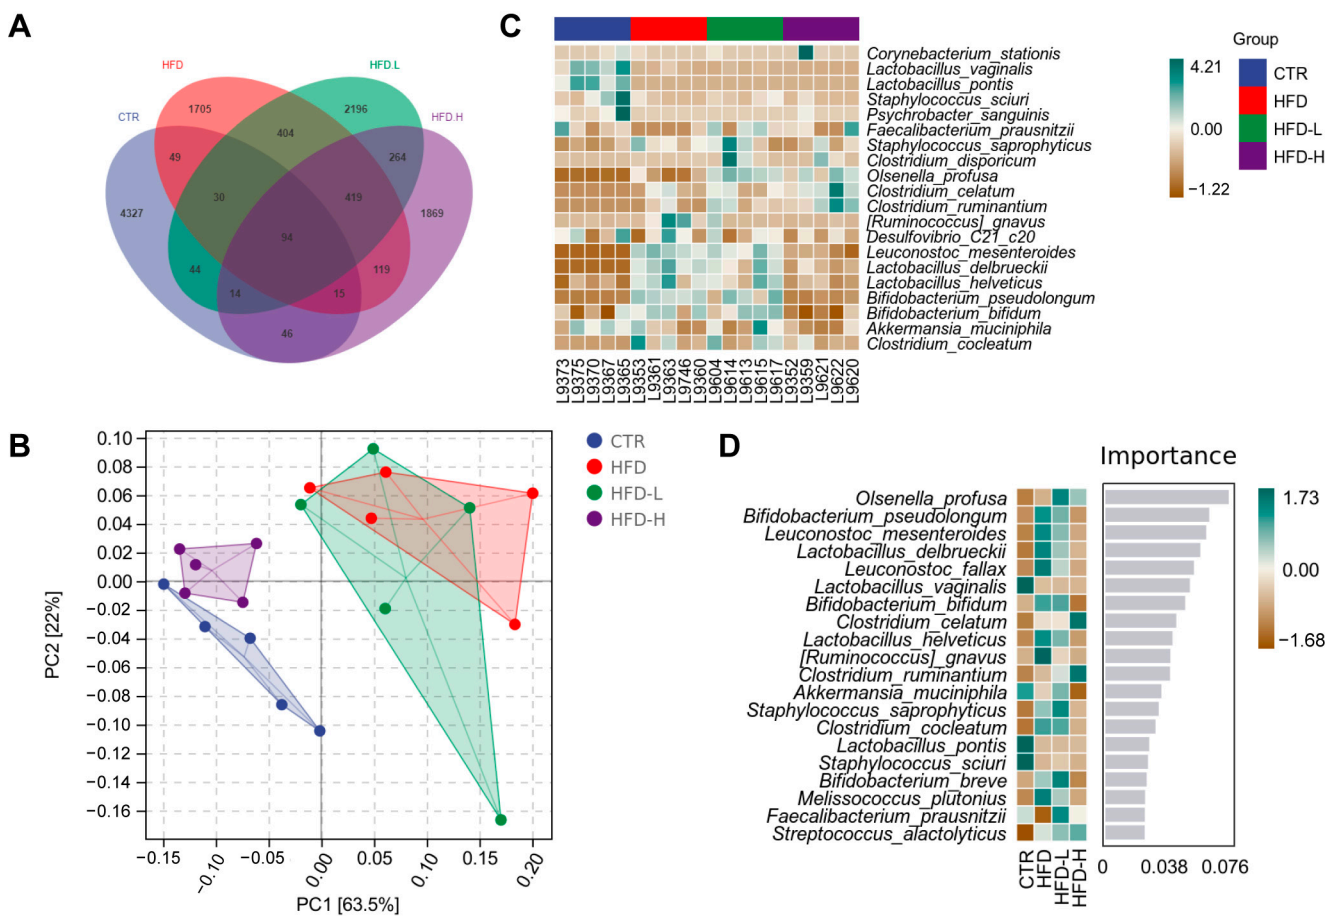 A
HFD
HFD.L
CTR
HFD.H
1705
2196
404
49
264
30
419
4327
1869
94
44
119
14
15
46
C
Corynebacterium_stationis
Lactobacillus_vaginalis
Lactobacillus_pontis
Staphylococcus_sciuri
Psychrobacter_sanguinis
Faecalibacterium_prausnitzii
Staphylococcus_saprophyticus
Clostridium_disporicum
Olsenella_profusa
Clostridium_celatum
Clostridium_ruminantium
[Ruminococcus]_gnavus
Desulfovibrio_C21_c20
Leuconostoc_mesenteroides
Lactobacillus_delbrueckii
Lactobacillus_helveticus
Bifidobacterium_pseudolongum
Bifidobacterium_bifidum
Akkermansia_muciniphila
Clostridium_cocleatum
L9373
L9375
L9370
L9367
L9365
L9353
L9361
L9363
L9746
L9360
L9604
L9614
L9613
L9615
L9617
L9352
L9359
L9621
L9622
L9620
4.21
0.00
−1.22
Group
CTR
HFD
HFD-L
HFD-H
B
0.10
0.08
0.06
0.04
0.02
0.00
−0.02
−0.04
−0.06
−0.08
−0.10
−0.12
−0.14
−0.16
PC2 [22%]
−0.15
−0.10
−0.05
0.00
0.05
0.10
0.15
0.20
PC1 [63.5%]
CTR
HFD
HFD-L
HFD-H
D
Importance
Olsenella_profusa
Bifidobacterium_pseudolongum
Leuconostoc_mesenteroides
Lactobacillus_delbrueckii
Leuconostoc_fallax
Lactobacillus_vaginalis
Bifidobacterium_bifidum
Clostridium_celatum
Lactobacillus_helveticus
[Ruminococcus]_gnavus
Clostridium_ruminantium
Akkermansia_muciniphila
Staphylococcus_saprophyticus
Clostridium_cocleatum
Lactobacillus_pontis
Staphylococcus_sciuri
Bifidobacterium_breve
Melissococcus_plutonius
Faecalibacterium_prausnitzii
Streptococcus_alactolyticus
CTR
HFD
HFD-L
HFD-H
0
0.038
0.076
1.73
0.00
−1.68